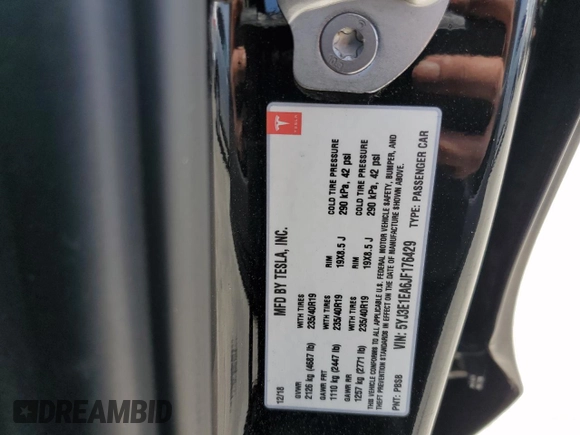 TESLA
MFD BY TESLA, INC.
12/18
GVWR WITH TIRES RIM COLD TIRE PRESSURE
2126 kg (4687 lb) 235/40R19 19X8.5 J 290 kPa, 42 psi
GAWR FRT WITH TIRES RIM COLD TIRE PRESSURE
1110 kg (2447 lb) 235/40R19 19X8.5 J 290 kPa, 42 psi
GAWR RR
1257 kg (2771 lb) 235/40R19
THIS VEHICLE CONFORMS TO ALL APPLICABLE U.S. FEDERAL MOTOR VEHICLE SAFETY, BUMPER, AND
THEFT PREVENTION STANDARDS IN EFFECT ON THE DATE OF MANUFACTURE SHOWN ABOVE.
VIN: 5YJ3E1EA6JF176429
PNT: PBSB TYPE: PASSENGER CAR
DREAMBID